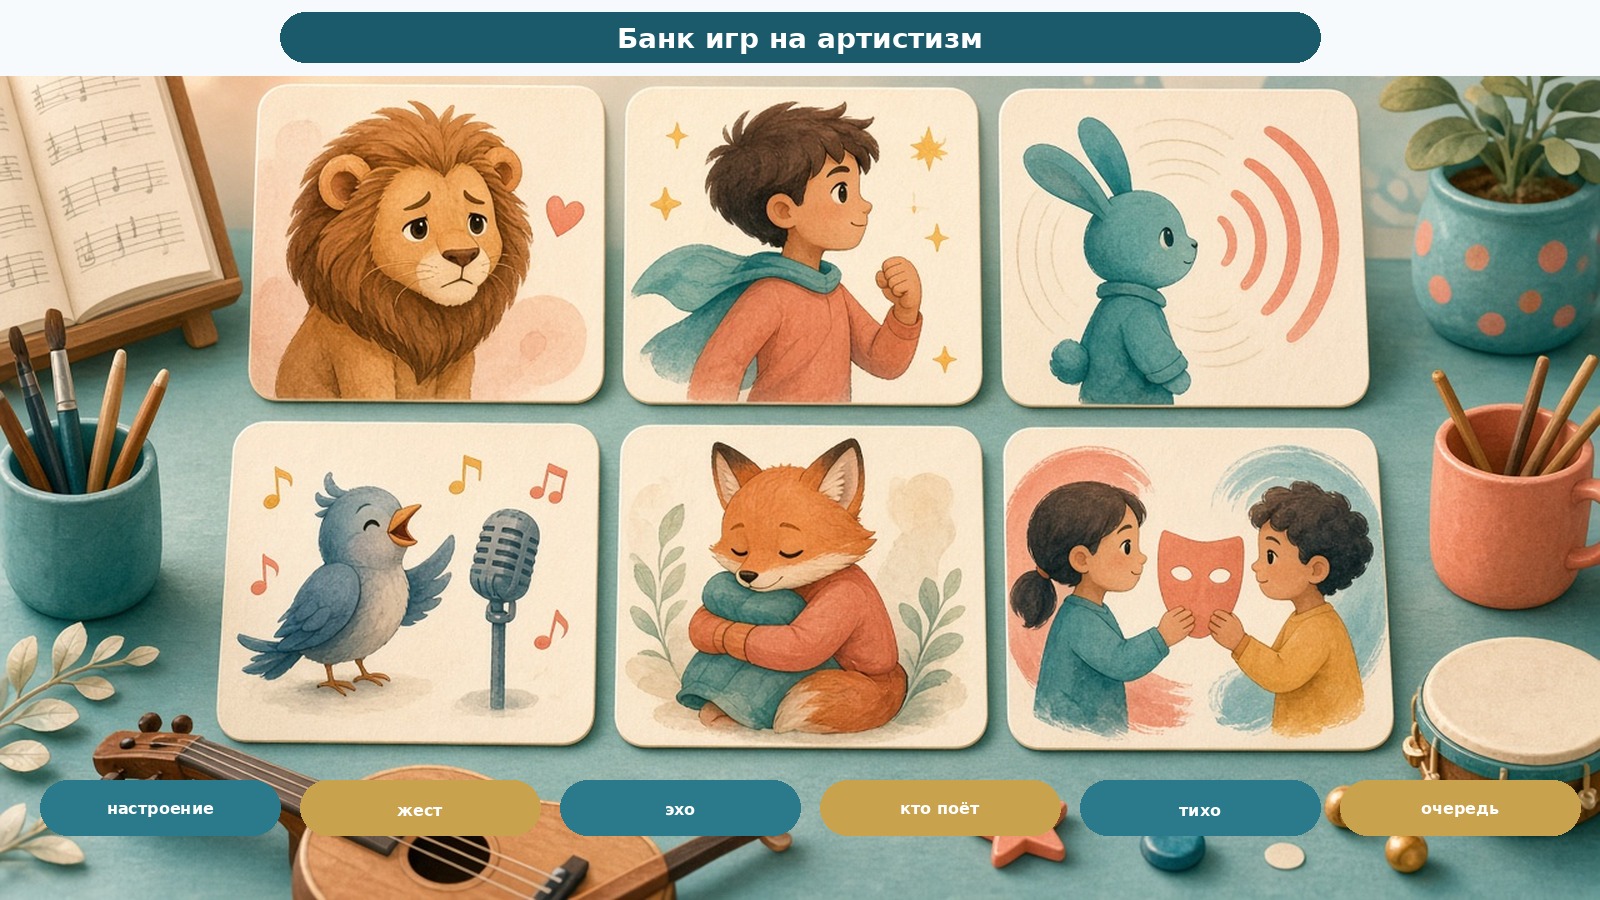 Банк игр на артистизм
настроение
жест
эхо
кто поёт
тихо
очередь